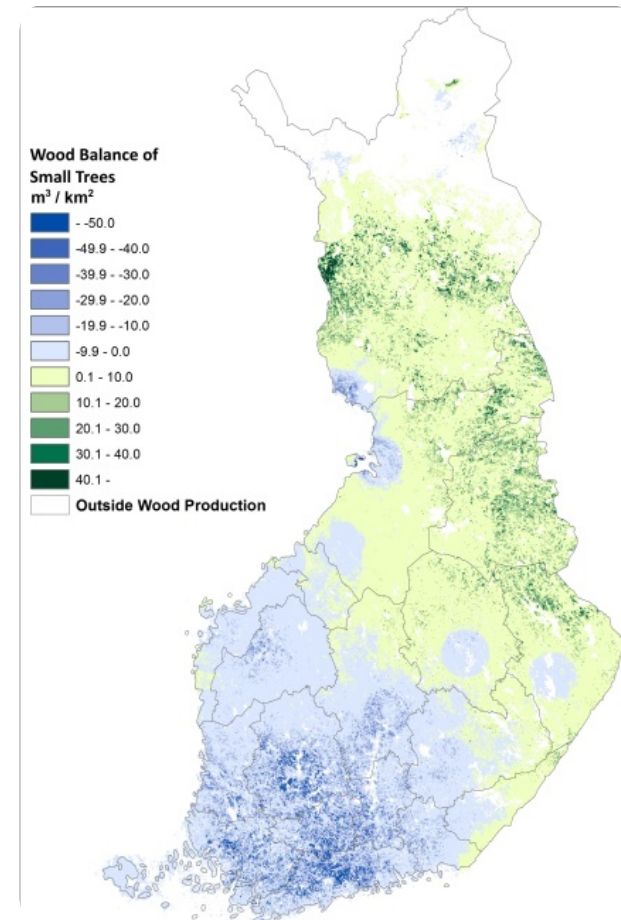 Wood Balance of
Small Trees
m³ / km²
- -50.0
-49.9 - -40.0
-39.9 - -30.0
-29.9 - -20.0
-19.9 - -10.0
-9.9 - 0.0
0.1 - 10.0
10.1 - 20.0
20.1 - 30.0
30.1 - 40.0
40.1 -
Outside Wood Production